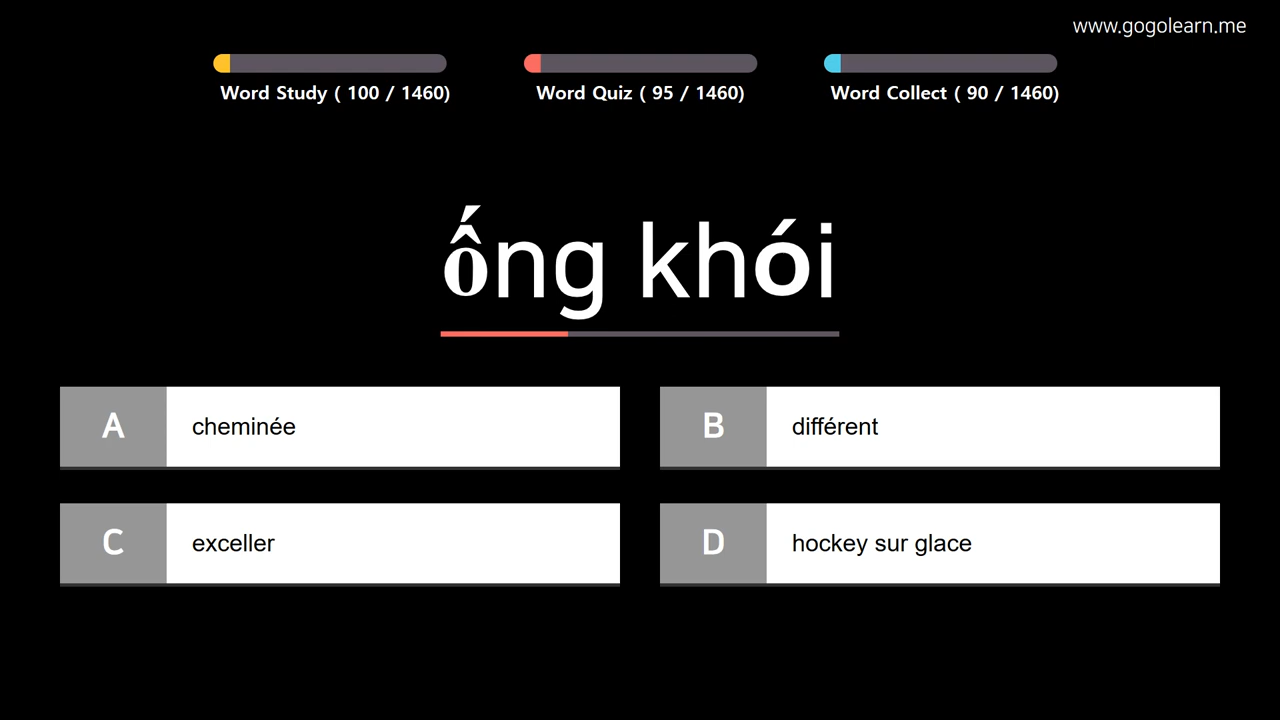 www.gogolearn.me
Word Study ( 100 / 1460)
Word Quiz ( 95 / 1460)
Word Collect ( 90 / 1460)
ống khói
A cheminée
B différent
C exceller
D hockey sur glace